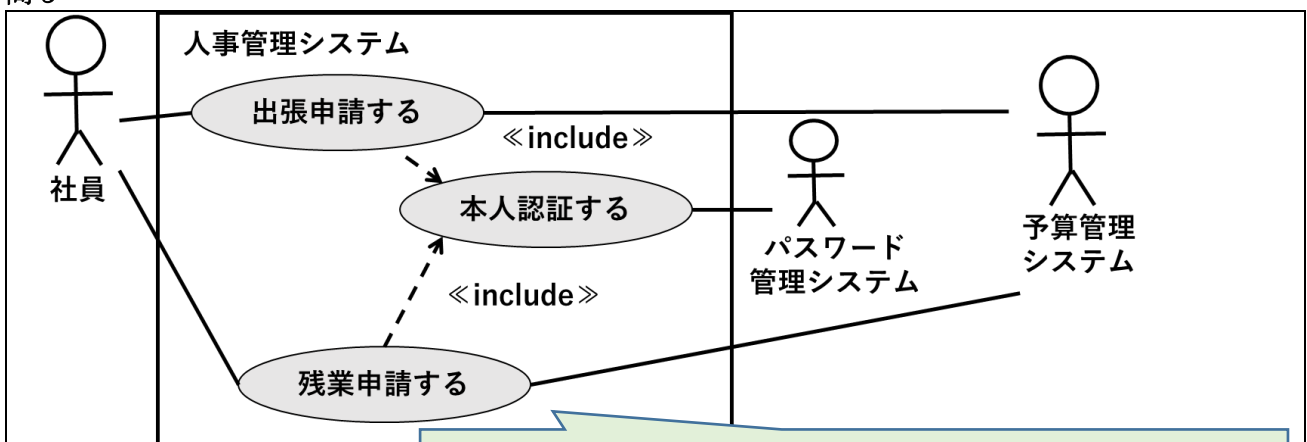 人事管理システム
出張申請する
≪include≫
社員
本人認証する
パスワード
管理システム
予算管理
システム
≪include≫
残業申請する